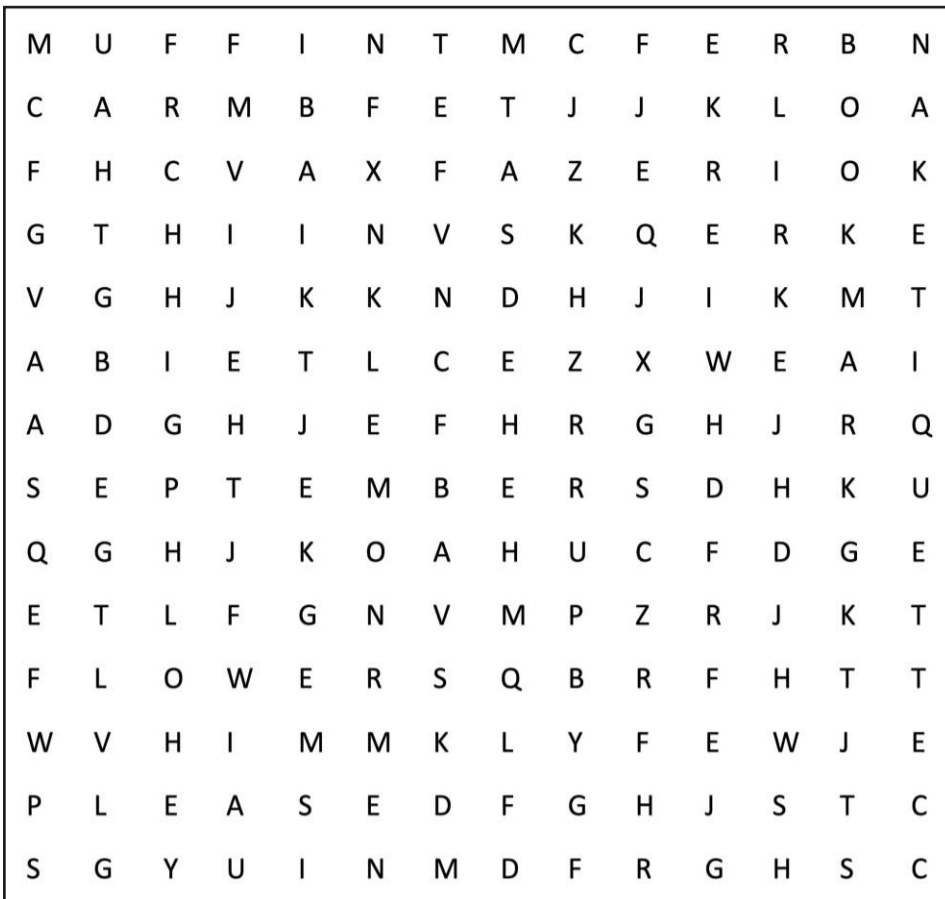 M U F F I N T M C F E R B N
C A R M B F E T J J K L O A
F H C V A X F A Z E R I O K
G T H I I N V S K Q E R K E
V G H J K K N D H J I K M T
A B I E T L C E Z X W E A I
A D G H J E F H R G H J R Q
S E P T E M B E R S D H K U
Q G H J K O A H U C F D G E
E T L F G N V M P Z R J K T
F L O W E R S Q B R F H T T
W V H I M M K L Y F E W J E
P L E A S E D F G H J S T C
S G Y U I N M D F R G H S C